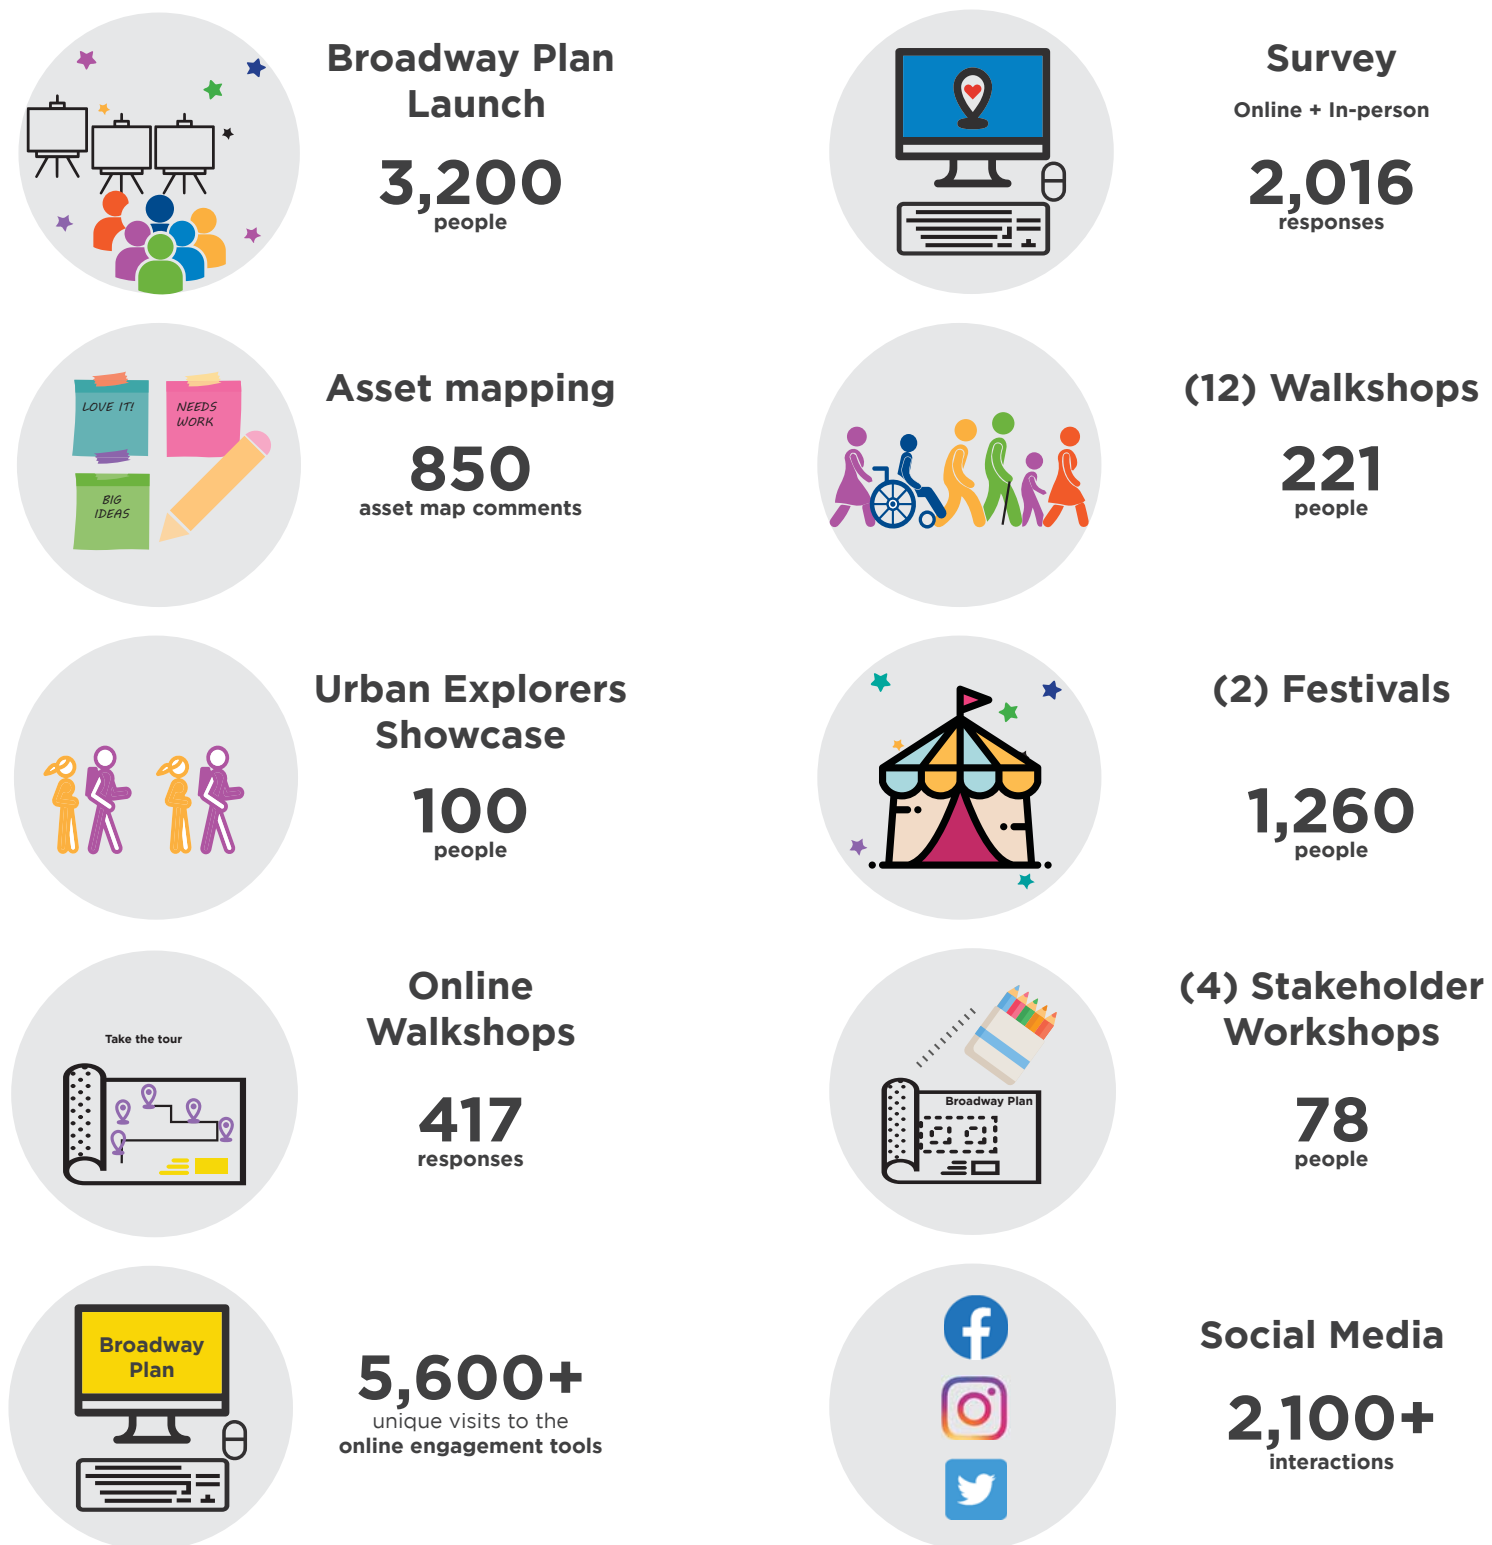 Broadway Plan
Launch
3,200
people
Survey
Online + In-person
2,016
responses
LOVE IT!
NEEDS
WORK
BIG
IDEAS
Asset mapping
850
asset map comments
(12) Walkshops
221
people
Urban Explorers
Showcase
100
people
(2) Festivals
1,260
people
Take the tour
Online
Walkshops
417
responses
Broadway Plan
(4) Stakeholder
Workshops
78
people
Broadway
Plan
5,600+
unique visits to the
online engagement tools
Social Media
2,100+
interactions